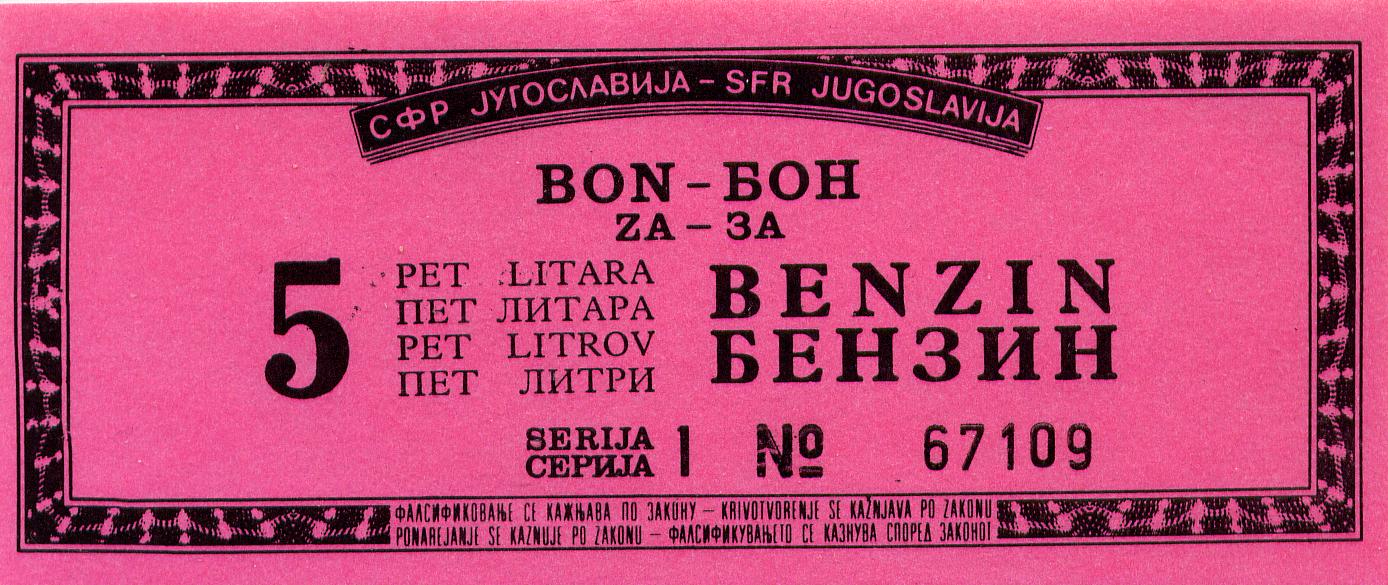 СФР ЈУГОСЛАВИЈА – SFR JUGOSLAVIJA
BON – БОН
ZA – ЗА
5
PET LITARA
ПЕТ ЛИТАРА
PET LITROV
ПЕТ ЛИТРИ
BENZIN
БЕНЗИН
SERIJA
СЕРИЈА
1 № 67109
ФАЛСИФИКОВАЊЕ СЕ КАЖЊАВА ПО ЗАКОНУ – KRIVOTVORENJE SE KAŽNJAVA PO ZAKONU
PONAREJANJE SE KAZNUJE PO ZAKONU – ФАЛСИФИКУВАЊЕТО СЕ КАЗНУВА СПОРЕД ЗАКОНОТ